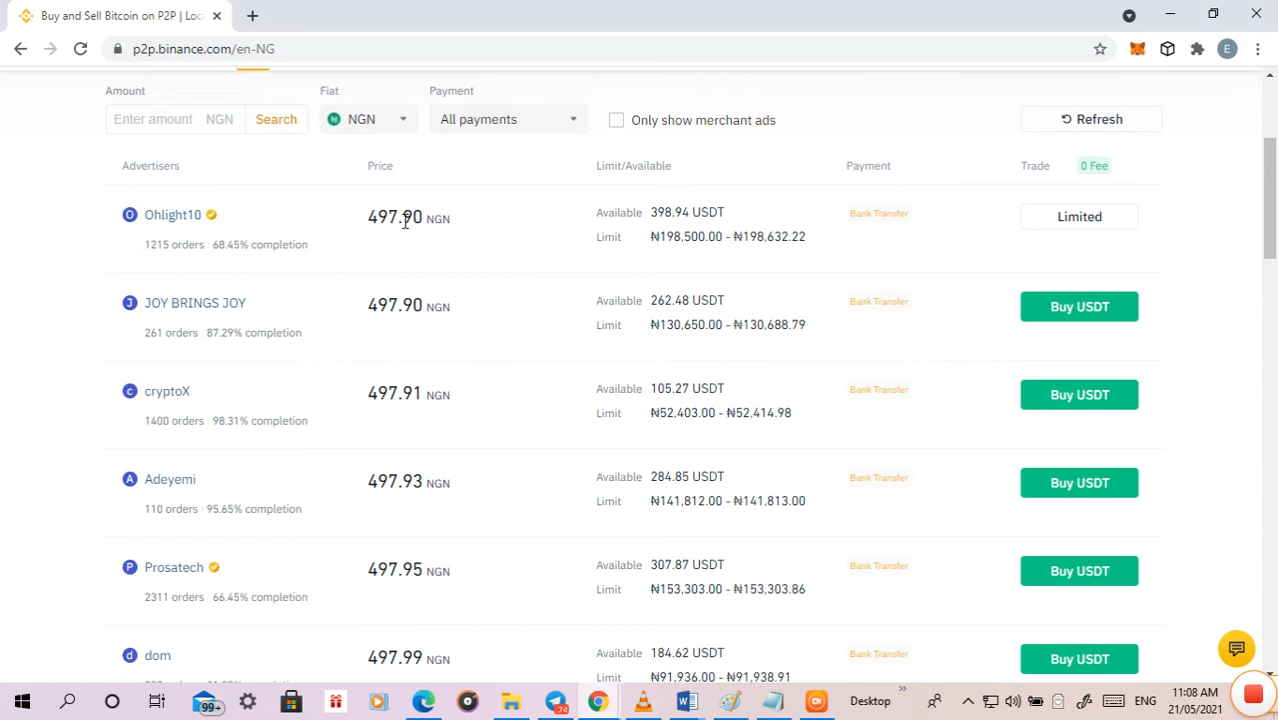 Buy and Sell Bitcoin on P2P | Loca
p2p.binance.com/en-NG
E
Amount
Fiat
Payment
Enter amount NGN Search
NGN
All payments
Only show merchant ads
Refresh
Advertisers Price Limit/Available Payment Trade 0 Fee
O Ohlight10
1215 orders 68.45% completion
497.90 NGN
Available 398.94 USDT
Limit ₦198,500.00 - ₦198,632.22
Bank Transfer
Limited
J JOY BRINGS JOY
261 orders 87.29% completion
497.90 NGN
Available 262.48 USDT
Limit ₦130,650.00 - ₦130,688.79
Bank Transfer
Buy USDT
c cryptoX
1400 orders 98.31% completion
497.91 NGN
Available 105.27 USDT
Limit ₦52,403.00 - ₦52,414.98
Bank Transfer
Buy USDT
A Adeyemi
110 orders 95.65% completion
497.93 NGN
Available 284.85 USDT
Limit ₦141,812.00 - ₦141,813.00
Bank Transfer
Buy USDT
P Prosatech
2311 orders 66.45% completion
497.95 NGN
Available 307.87 USDT
Limit ₦153,303.00 - ₦153,303.86
Bank Transfer
Buy USDT
d dom
497.99 NGN
Available 184.62 USDT
Limit ₦91,936.00 - ₦91,938.91
Bank Transfer
Buy USDT
99+
74
Desktop
ENG
11:08 AM
21/05/2021